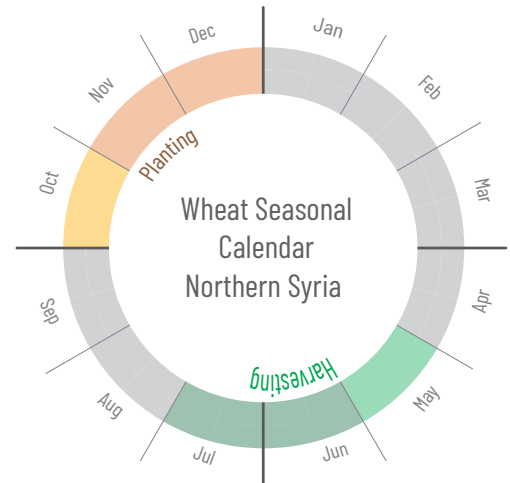 Jan
Feb
Mar
Apr
May
Jun
Jul
Aug
Sep
Oct
Nov
Dec
Planting
Wheat Seasonal
Calendar
Northern Syria
Harvesting